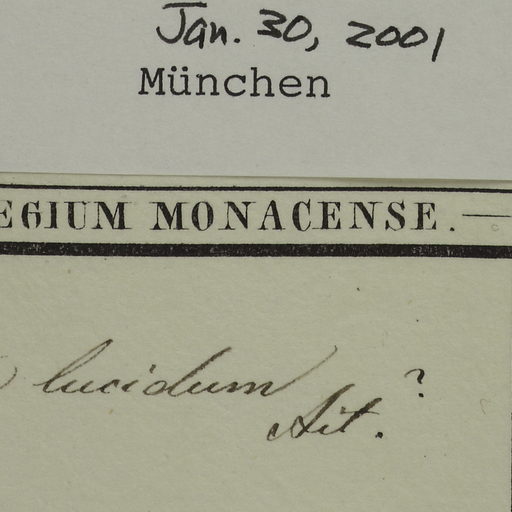 Jan. 30, 2001
München
EGIUM MONACENSE.
lucidum
Ait. ?